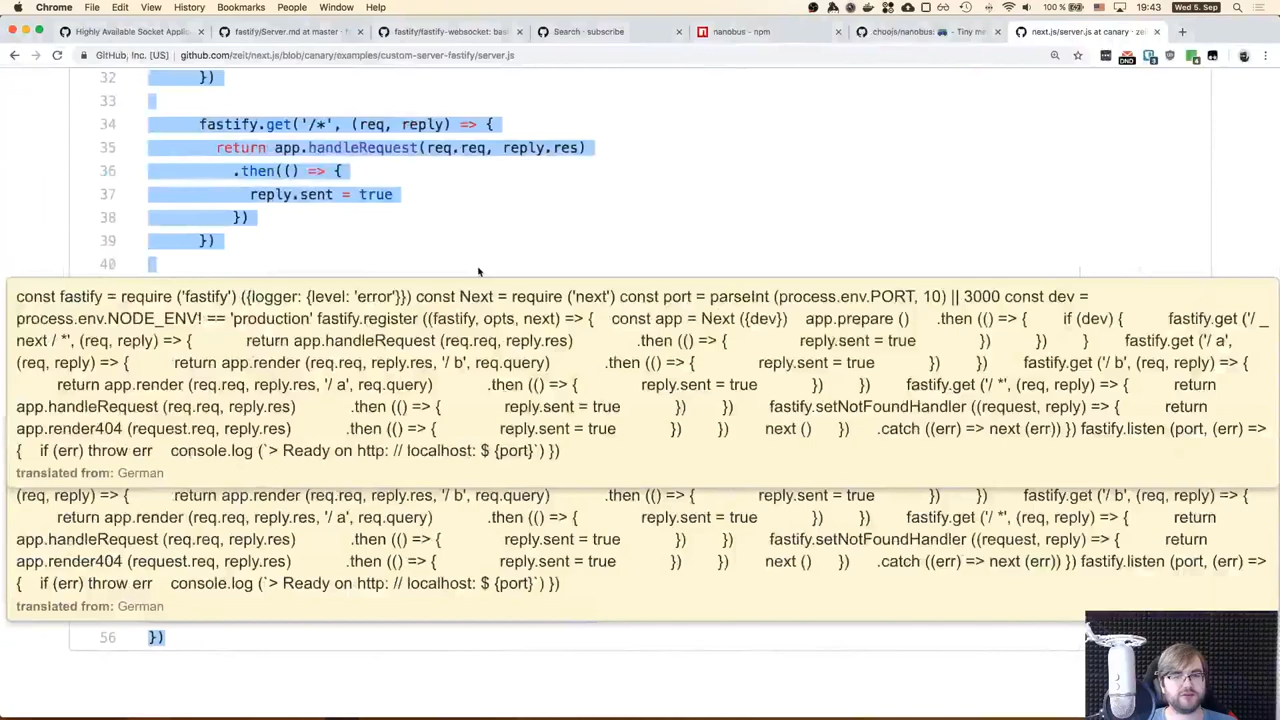 Chrome File Edit View History Bookmarks People Window Help 100 % Wed 5. Sep 19:43
Highly Available Socket Applic × fastify/Server.md at master · f × fastify/fastify-websocket: bas × Search · subscribe × nanobus - npm × choojs/nanobus: - Tiny me × next.js/server.js at canary · zei ×
GitHub, Inc. [US] github.com/zeit/next.js/blob/canary/examples/custom-server-fastify/server.js DND
32 })
33
34 fastify.get('/*', (req, reply) => {
35 return app.handleRequest(req.req, reply.res)
36 .then(() => {
37 reply.sent = true
38 })
39 })
40
const fastify = require ('fastify') ({logger: {level: 'error'}}) const Next = require ('next') const port = parseInt (process.env.PORT, 10) || 3000 const dev =
process.env.NODE_ENV! == 'production' fastify.register ((fastify, opts, next) => { const app = Next ({dev}) app.prepare () .then (() => { if (dev) { fastify.get ('/ _
next / *', (req, reply) => { return app.handleRequest (req.req, reply.res) .then (() => { reply.sent = true }) }) } fastify.get ('/ a',
(req, reply) => { return app.render (req.req, reply.res, '/ b', req.query) .then (() => { reply.sent = true }) }) fastify.get ('/ b', (req, reply) => {
return app.render (req.req, reply.res, '/ a', req.query) .then (() => { reply.sent = true }) }) fastify.get ('/ *', (req, reply) => { return
app.handleRequest (req.req, reply.res) .then (() => { reply.sent = true }) }) fastify.setNotFoundHandler ((request, reply) => { return
app.render404 (request.req, reply.res) .then (() => { reply.sent = true }) }) next () }) .catch ((err) => next (err)) }) fastify.listen (port, (err) =>
{ if (err) throw err console.log (`> Ready on http: // localhost: $ {port}`) })
translated from: German
(req, reply) => { return app.render (req.req, reply.res, '/ b', req.query) .then (() => { reply.sent = true }) }) fastify.get ('/ b', (req, reply) => {
return app.render (req.req, reply.res, '/ a', req.query) .then (() => { reply.sent = true }) }) fastify.get ('/ *', (req, reply) => { return
app.handleRequest (req.req, reply.res) .then (() => { reply.sent = true }) }) fastify.setNotFoundHandler ((request, reply) => { return
app.render404 (request.req, reply.res) .then (() => { reply.sent = true }) }) next () }) .catch ((err) => next (err)) }) fastify.listen (port, (err) =>
{ if (err) throw err console.log (`> Ready on http: // localhost: $ {port}`) })
translated from: German
56 })